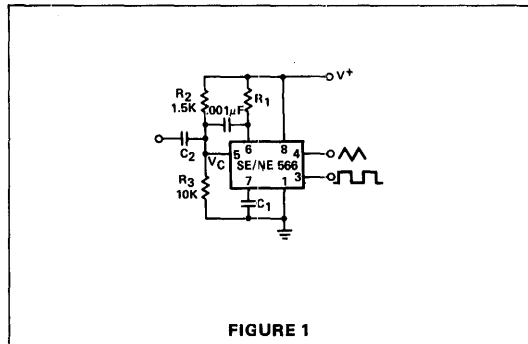 V+
R2
1.5K
.001μF
R1
C2
VC
5
6
8
4
SE/NE 566
3
7
1
R3
10K
C1
FIGURE 1